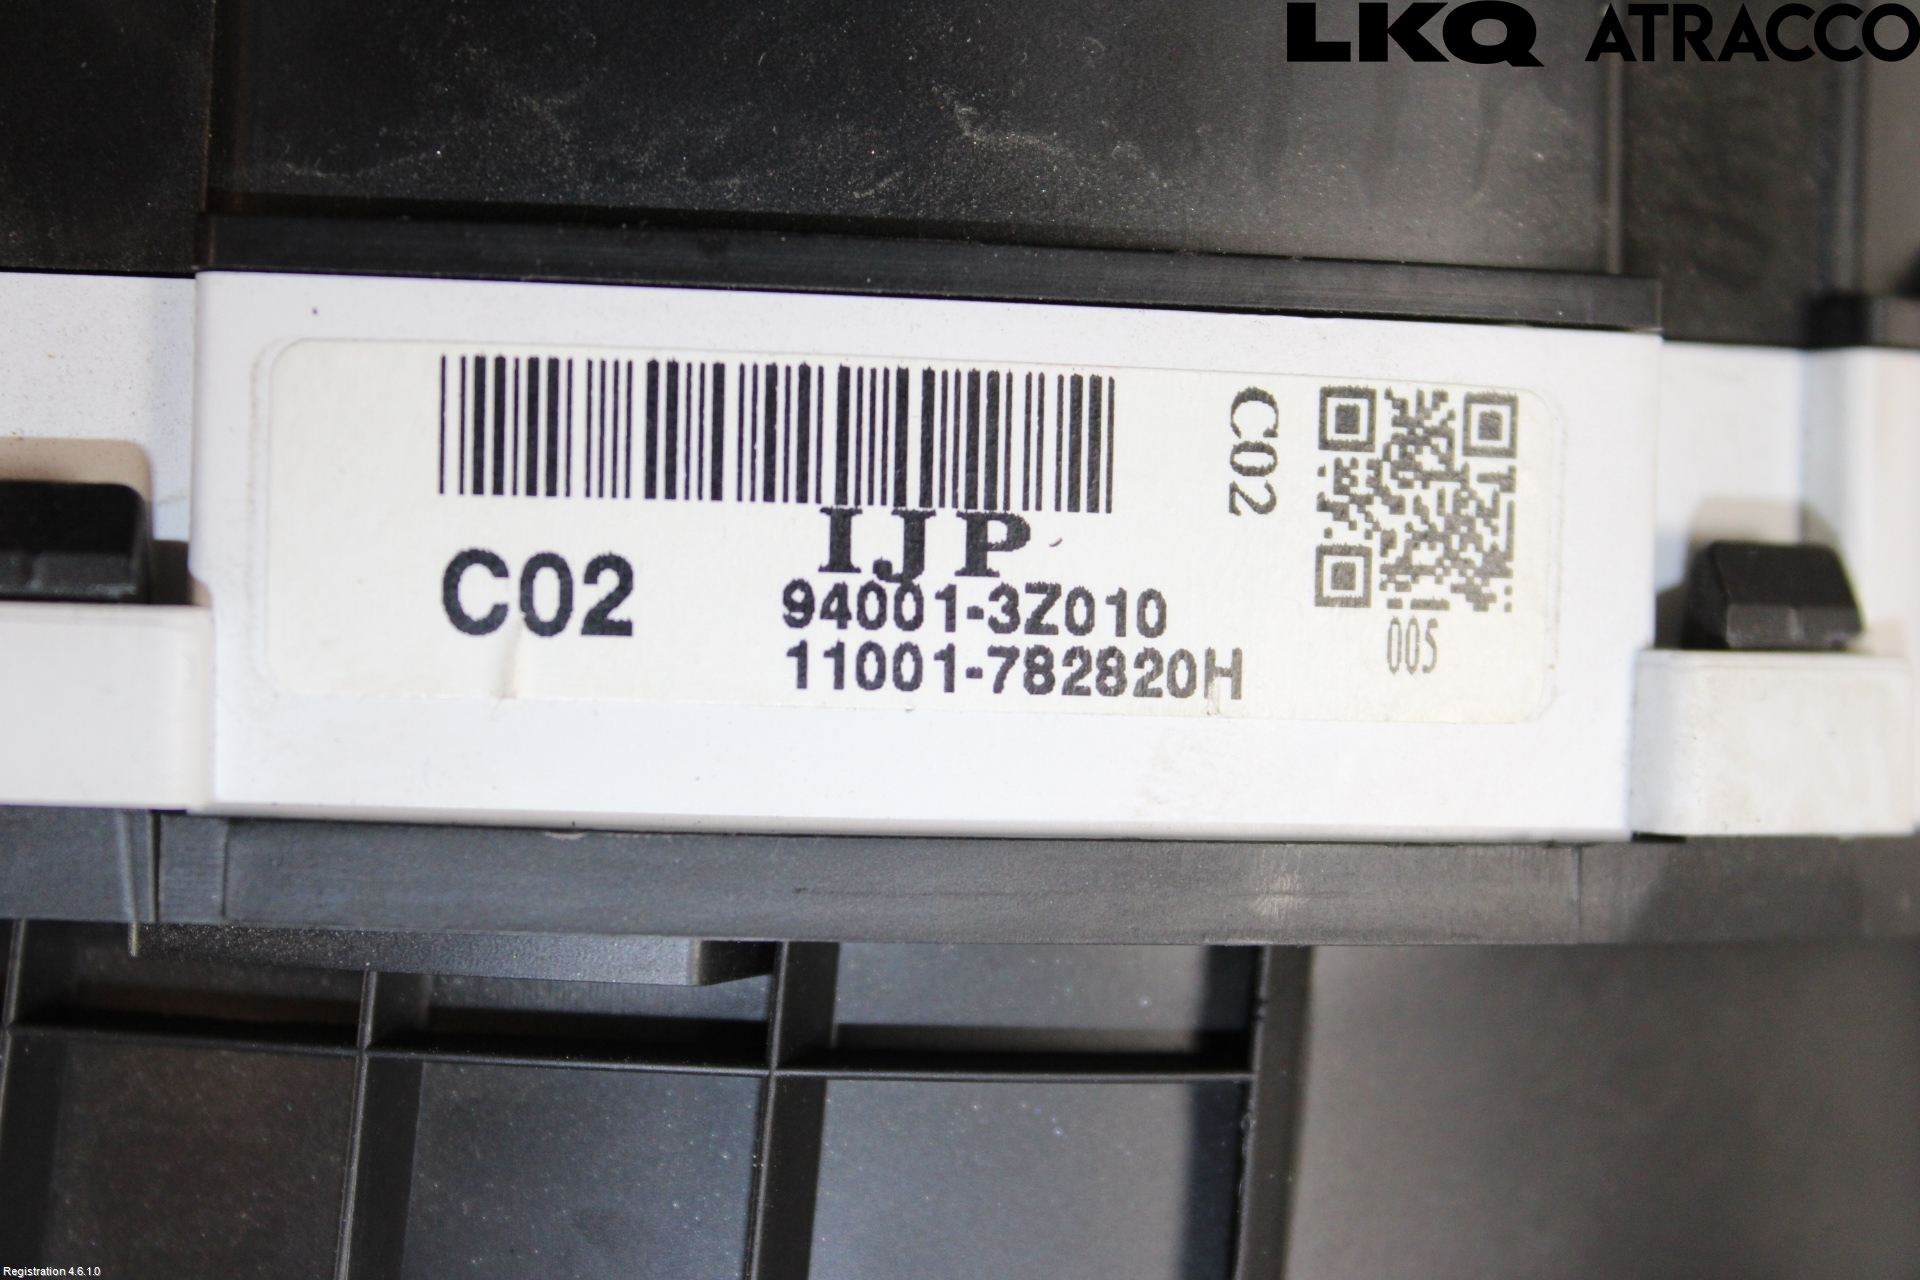 LKQ ATRACCO
C02
IJP
C02
94001-3Z010
11001-782820H
005
Registration 4.6.1.0